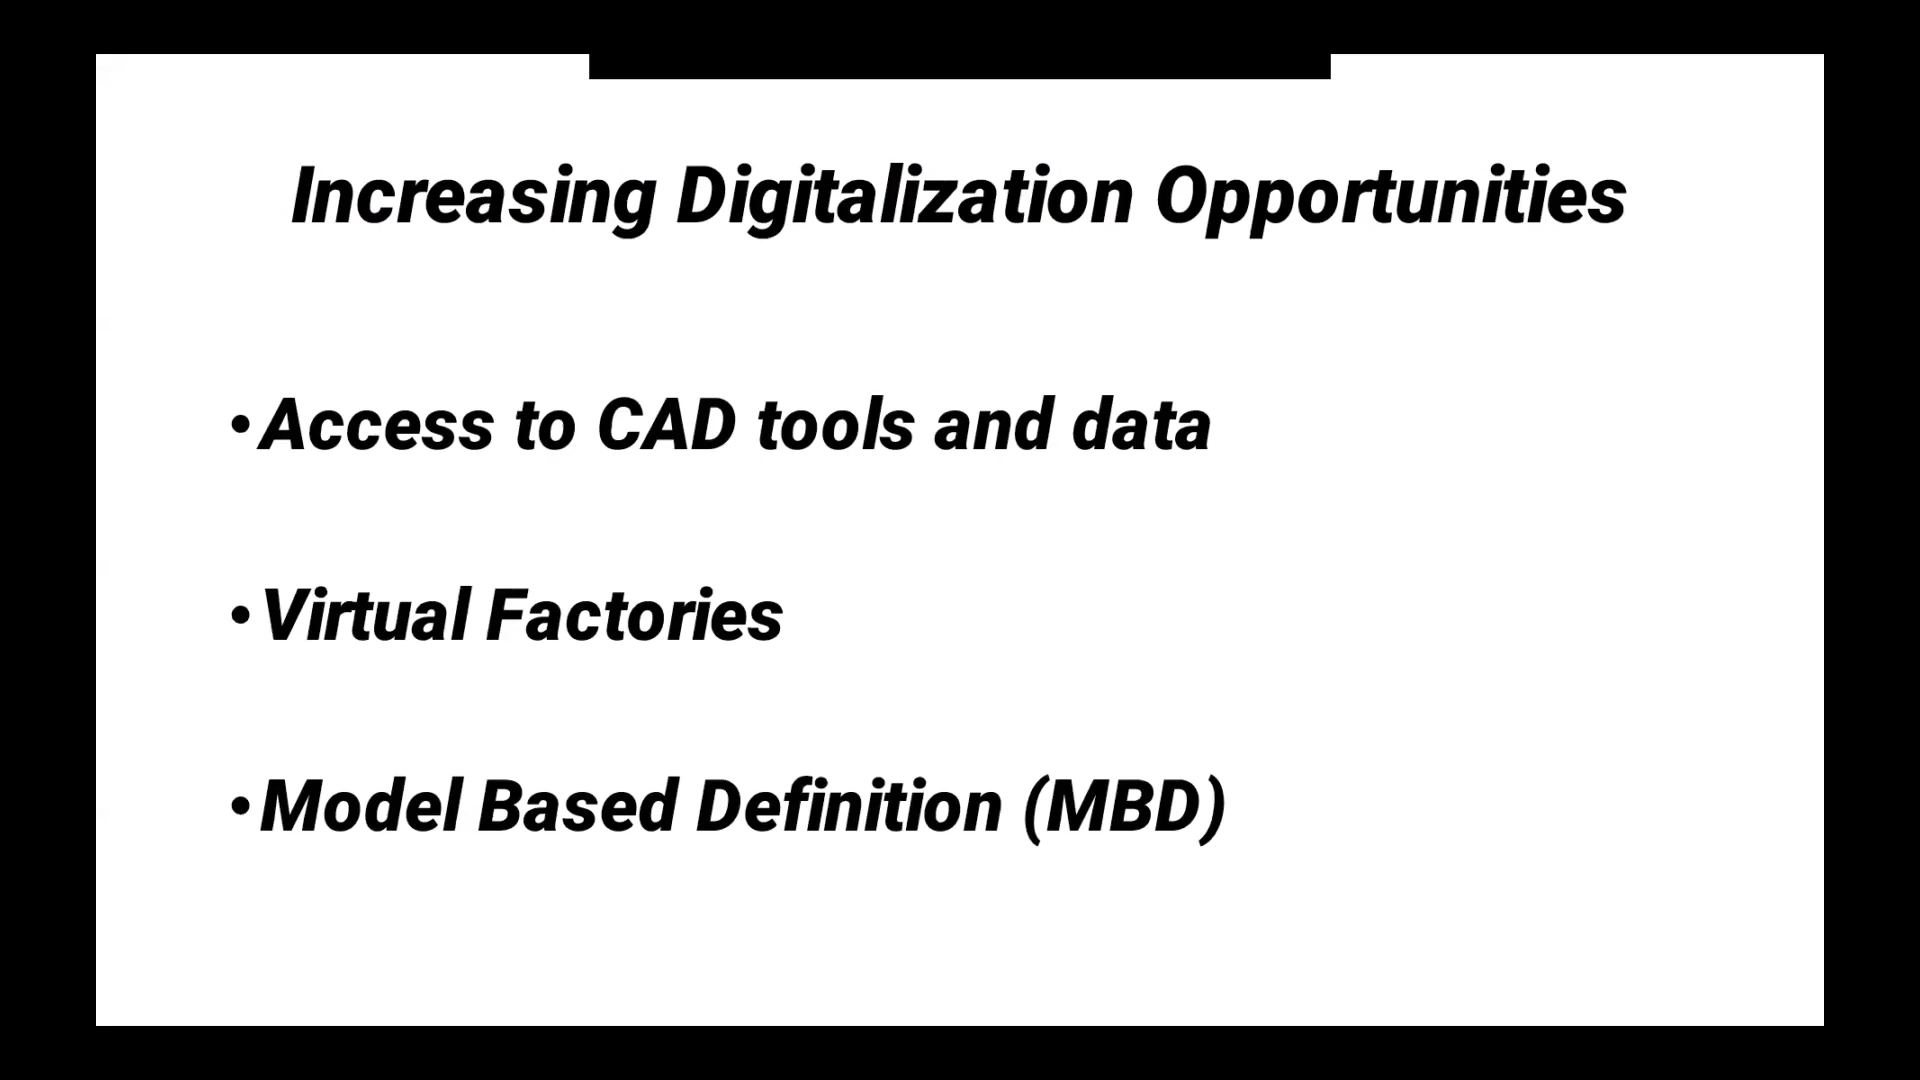 Increasing Digitalization Opportunities
•Access to CAD tools and data
•Virtual Factories
•Model Based Definition (MBD)